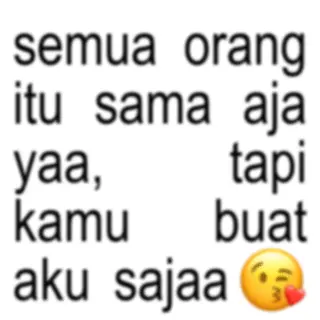 semua orang
itu sama aja
yaa, tapi
kamu buat
aku sajaa 😘